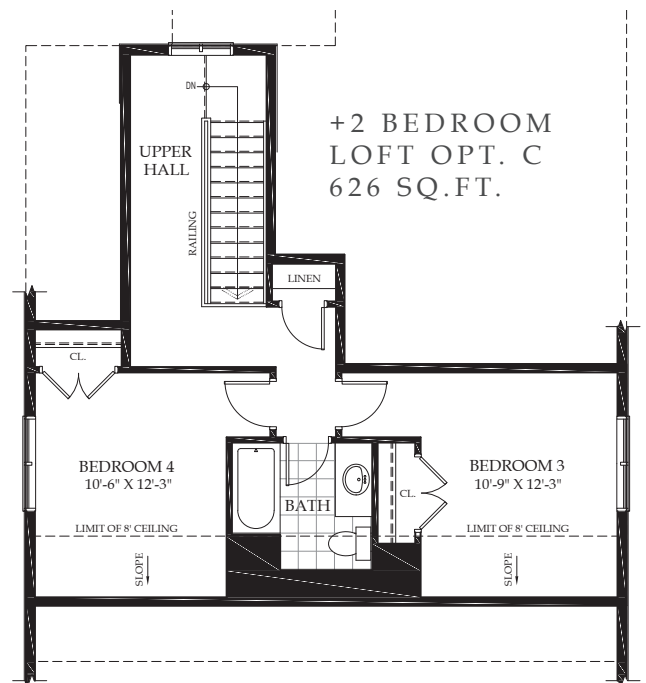 DN
+2 BEDROOM
LOFT OPT. C
626 SQ.FT.
UPPER
HALL
RAILING
LINEN
CL.
BEDROOM 4
10'-6" X 12'-3"
BEDROOM 3
10'-9" X 12'-3"
CL.
BATH
LIMIT OF 8' CEILING
LIMIT OF 8' CEILING
SLOPE
SLOPE